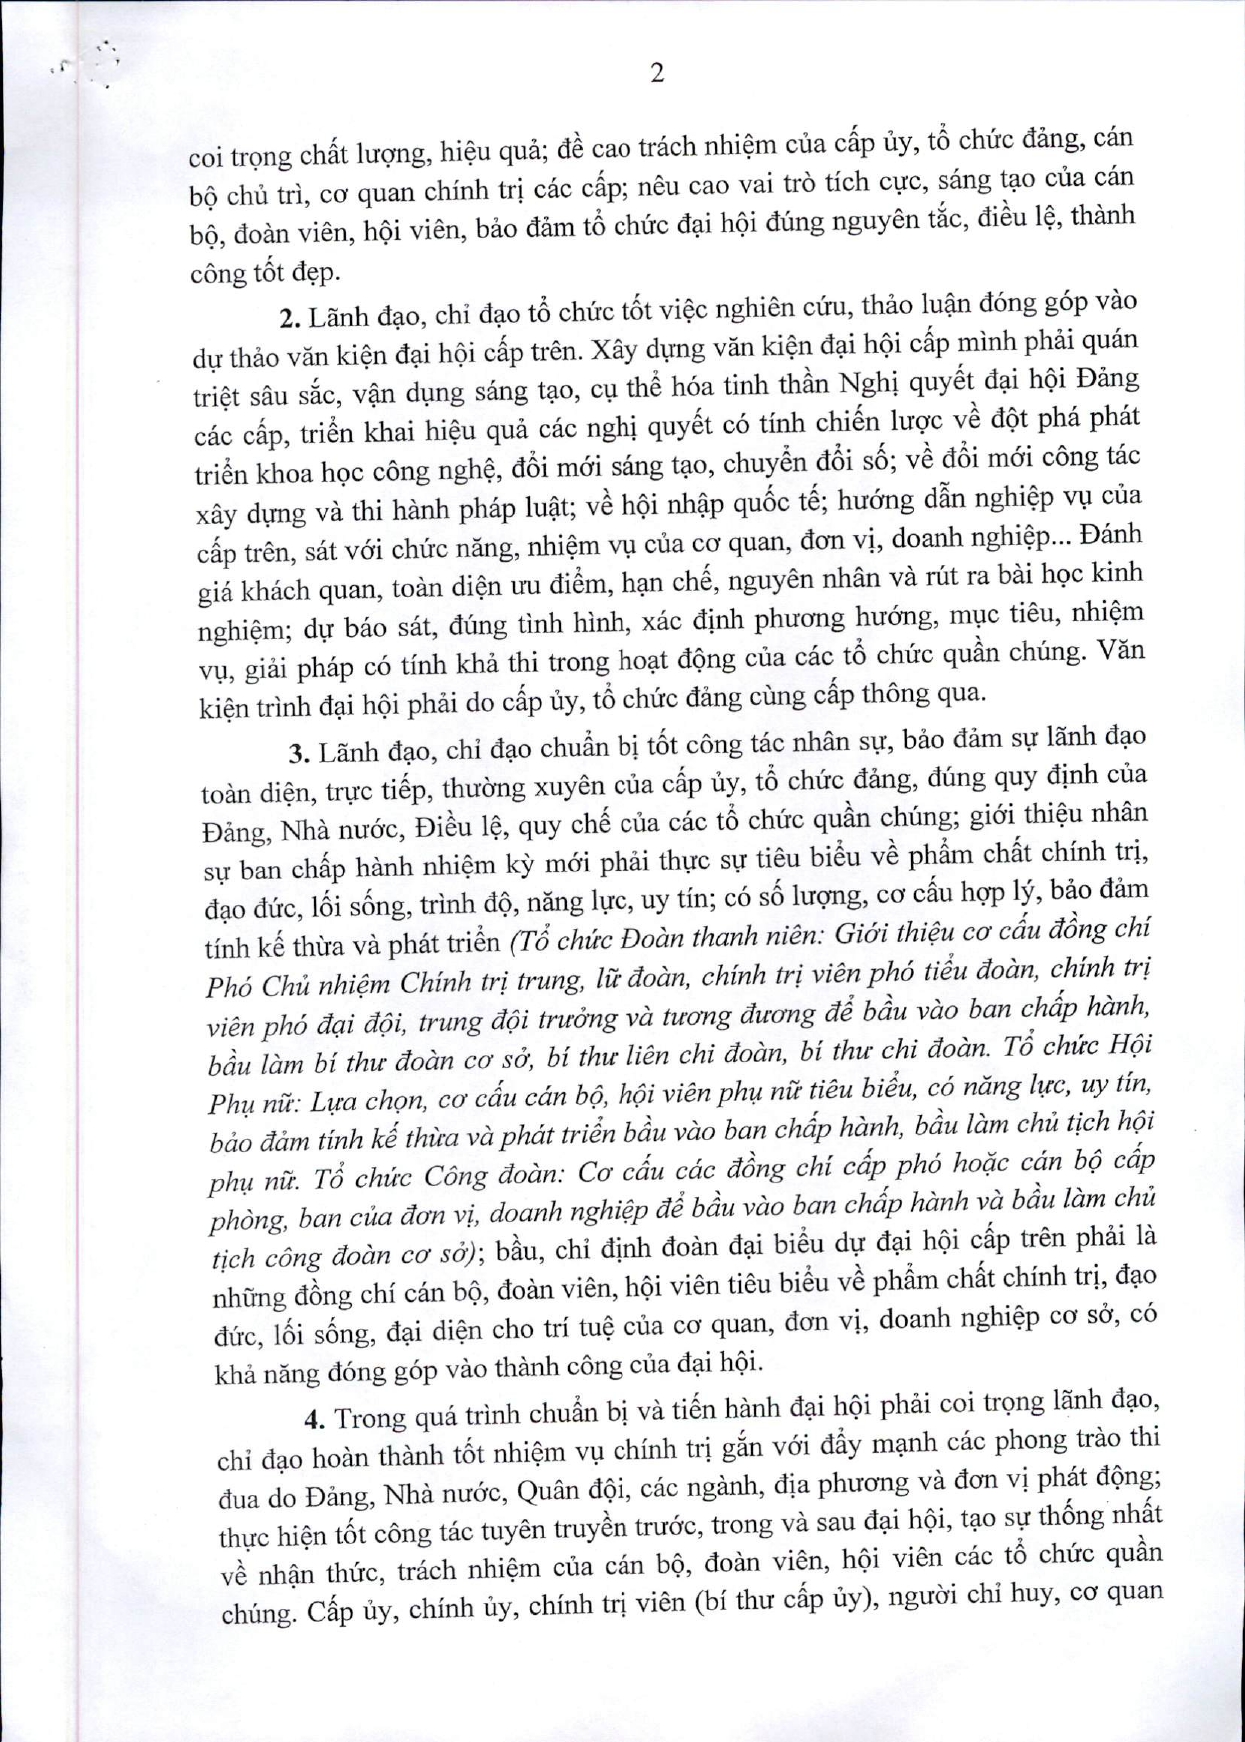 2
coi trọng chất lượng, hiệu quả; đề cao trách nhiệm của cấp ủy, tổ chức đảng, cán
bộ chủ trì, cơ quan chính trị các cấp; nêu cao vai trò tích cực, sáng tạo của cán
bộ, đoàn viên, hội viên, bảo đảm tổ chức đại hội đúng nguyên tắc, điều lệ, thành
công tốt đẹp.
2. Lãnh đạo, chỉ đạo tổ chức tốt việc nghiên cứu, thảo luận đóng góp vào
dự thảo văn kiện đại hội cấp trên. Xây dựng văn kiện đại hội cấp mình phải quán
triệt sâu sắc, vận dụng sáng tạo, cụ thể hóa tinh thần Nghị quyết đại hội Đảng
các cấp, triển khai hiệu quả các nghị quyết có tính chiến lược về đột phá phát
triển khoa học công nghệ, đổi mới sáng tạo, chuyển đổi số; về đổi mới công tác
xây dựng và thi hành pháp luật; về hội nhập quốc tế; hướng dẫn nghiệp vụ của
cấp trên, sát với chức năng, nhiệm vụ của cơ quan, đơn vị, doanh nghiệp... Đánh
giá khách quan, toàn diện ưu điểm, hạn chế, nguyên nhân và rút ra bài học kinh
nghiệm; dự báo sát, đúng tình hình, xác định phương hướng, mục tiêu, nhiệm
vụ, giải pháp có tính khả thi trong hoạt động của các tổ chức quần chúng. Văn
kiện trình đại hội phải do cấp ủy, tổ chức đảng cùng cấp thông qua.
3. Lãnh đạo, chỉ đạo chuẩn bị tốt công tác nhân sự, bảo đảm sự lãnh đạo
toàn diện, trực tiếp, thường xuyên của cấp ủy, tổ chức đảng, đúng quy định của
Đảng, Nhà nước, Điều lệ, quy chế của các tổ chức quần chúng; giới thiệu nhân
sự ban chấp hành nhiệm kỳ mới phải thực sự tiêu biểu về phẩm chất chính trị,
đạo đức, lối sống, trình độ, năng lực, uy tín; có số lượng, cơ cấu hợp lý, bảo đảm
tính kế thừa và phát triển (Tổ chức Đoàn thanh niên: Giới thiệu cơ cấu đồng chí
Phó Chủ nhiệm Chính trị trung, lữ đoàn, chính trị viên phó tiểu đoàn, chính trị
viên phó đại đội, trung đội trưởng và tương đương để bầu vào ban chấp hành,
bầu làm bí thư đoàn cơ sở, bí thư liên chi đoàn, bí thư chi đoàn. Tổ chức Hội
Phụ nữ: Lựa chọn, cơ cấu cán bộ, hội viên phụ nữ tiêu biểu, có năng lực, uy tín,
bảo đảm tính kế thừa và phát triển bầu vào ban chấp hành, bầu làm chủ tịch hội
phụ nữ. Tổ chức Công đoàn: Cơ cấu các đồng chí cấp phó hoặc cán bộ cấp
phòng, ban của đơn vị, doanh nghiệp để bầu vào ban chấp hành và bầu làm chủ
tịch công đoàn cơ sở); bầu, chỉ định đoàn đại biểu dự đại hội cấp trên phải là
những đồng chí cán bộ, đoàn viên, hội viên tiêu biểu về phẩm chất chính trị, đạo
đức, lối sống, đại diện cho trí tuệ của cơ quan, đơn vị, doanh nghiệp cơ sở, có
khả năng đóng góp vào thành công của đại hội.
4. Trong quá trình chuẩn bị và tiến hành đại hội phải coi trọng lãnh đạo,
chỉ đạo hoàn thành tốt nhiệm vụ chính trị gắn với đẩy mạnh các phong trào thi
đua do Đảng, Nhà nước, Quân đội, các ngành, địa phương và đơn vị phát động;
thực hiện tốt công tác tuyên truyền trước, trong và sau đại hội, tạo sự thống nhất
về nhận thức, trách nhiệm của cán bộ, đoàn viên, hội viên các tổ chức quần
chúng. Cấp ủy, chính ủy, chính trị viên (bí thư cấp ủy), người chỉ huy, cơ quan